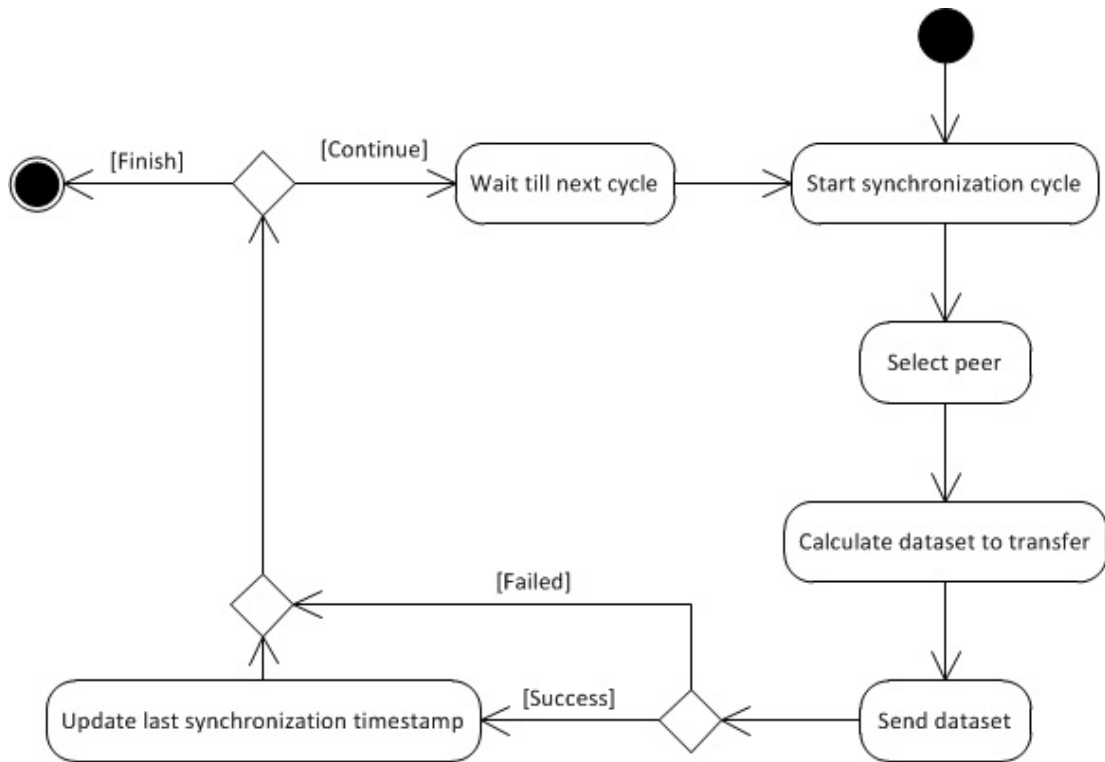 [Finish]
[Continue]
Wait till next cycle
Start synchronization cycle
Select peer
Calculate dataset to transfer
[Failed]
Update last synchronization timestamp
[Success]
Send dataset